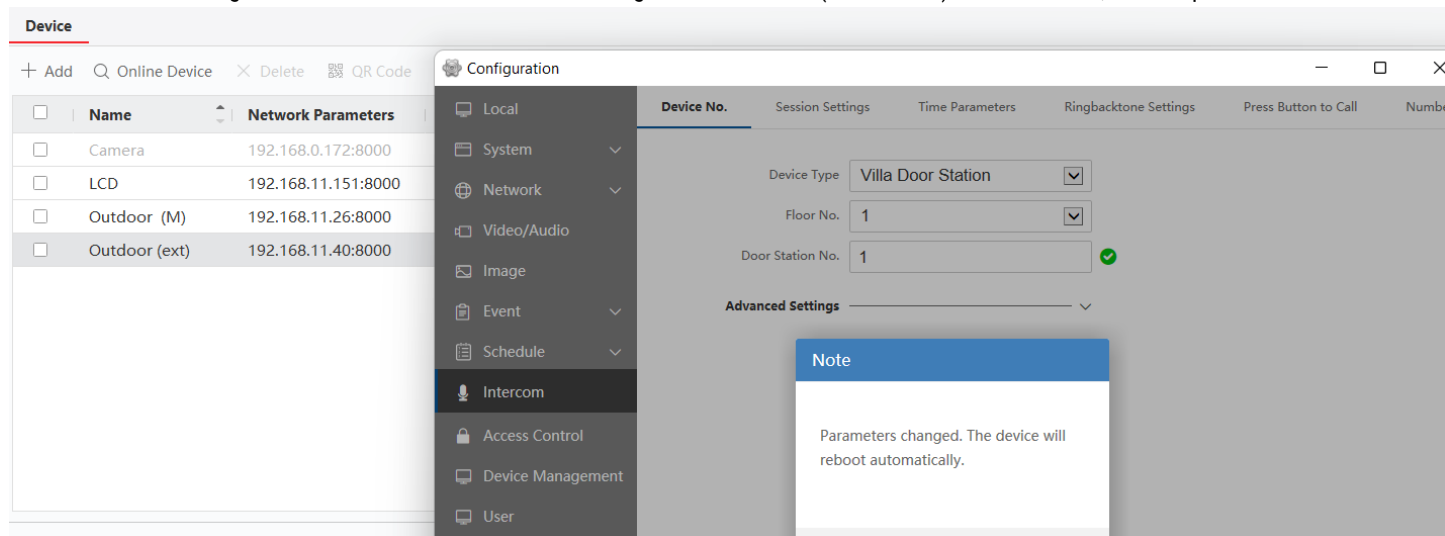 Device
Add Online Device Delete QR Code
Name Network Parameters
Camera 192.168.0.172:8000
LCD 192.168.11.151:8000
Outdoor (M) 192.168.11.26:8000
Outdoor (ext) 192.168.11.40:8000
Configuration
Local
System
Network
Video/Audio
Image
Event
Schedule
Intercom
Access Control
Device Management
User
Device No. Session Settings Time Parameters Ringbacktone Settings Press Button to Call Numbe
Device Type Villa Door Station
Floor No. 1
Door Station No. 1
Advanced Settings
Note
Parameters changed. The device will
reboot automatically.